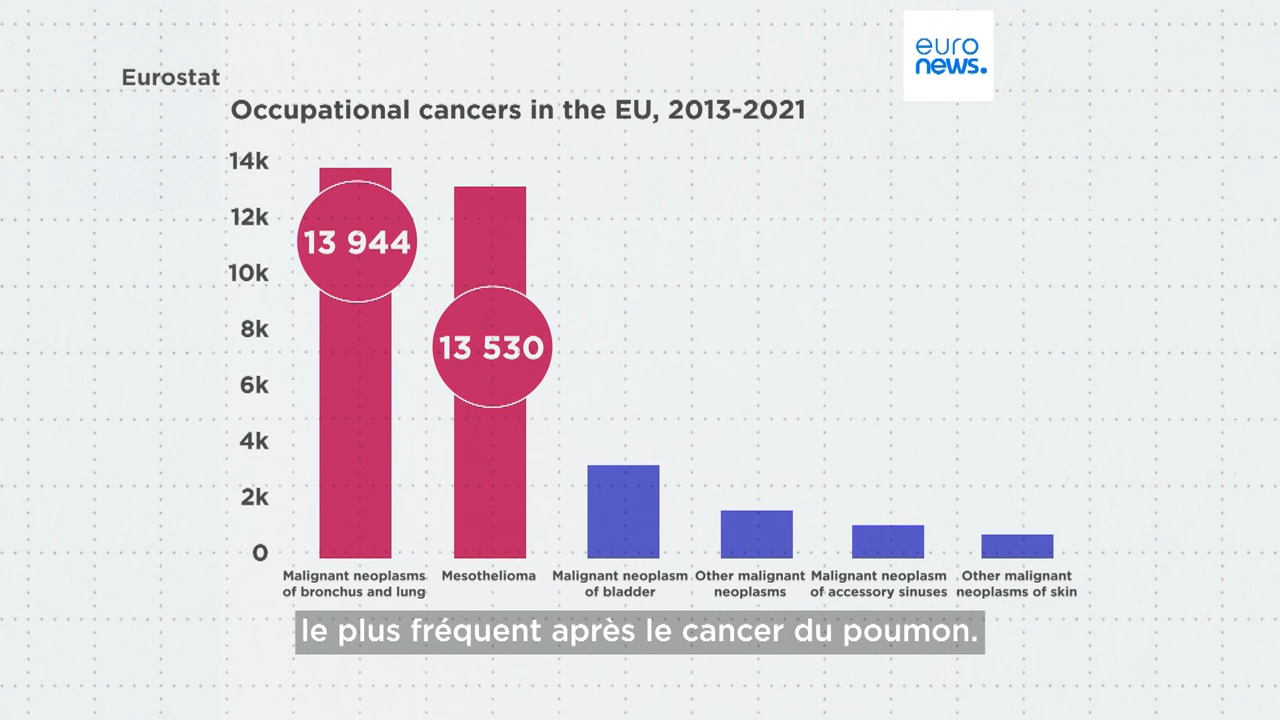 euro
news.
Eurostat
Occupational cancers in the EU, 2013-2021
14k
12k
10k
8k
6k
4k
2k
0
13 944
13 530
Malignant neoplasms
of bronchus and lung
Mesothelioma
Malignant neoplasm
of bladder
Other malignant
neoplasms
Malignant neoplasm
of accessory sinuses
Other malignant
neoplasms of skin
le plus fréquent après le cancer du poumon.